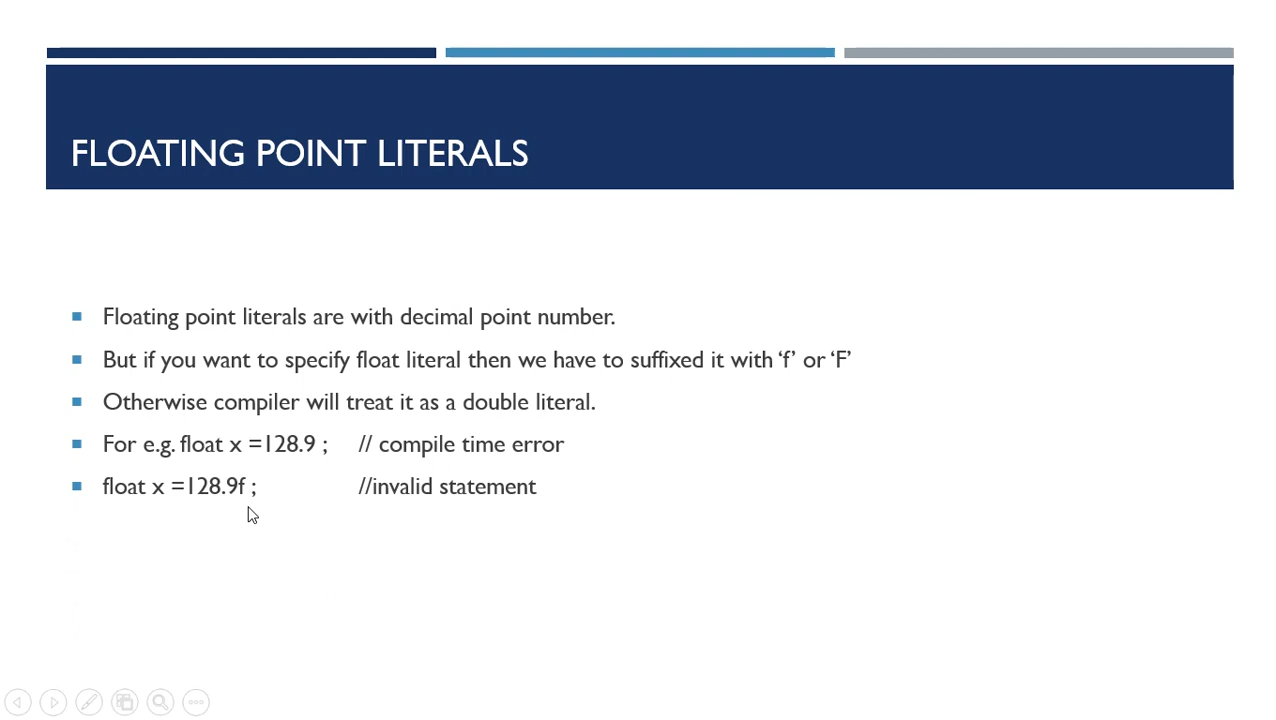 FLOATING POINT LITERALS
Floating point literals are with decimal point number.
But if you want to specify float literal then we have to suffixed it with ‘f’ or ‘F’
Otherwise compiler will treat it as a double literal.
For e.g. float x =128.9 ; // compile time error
float x =128.9f ; //invalid statement